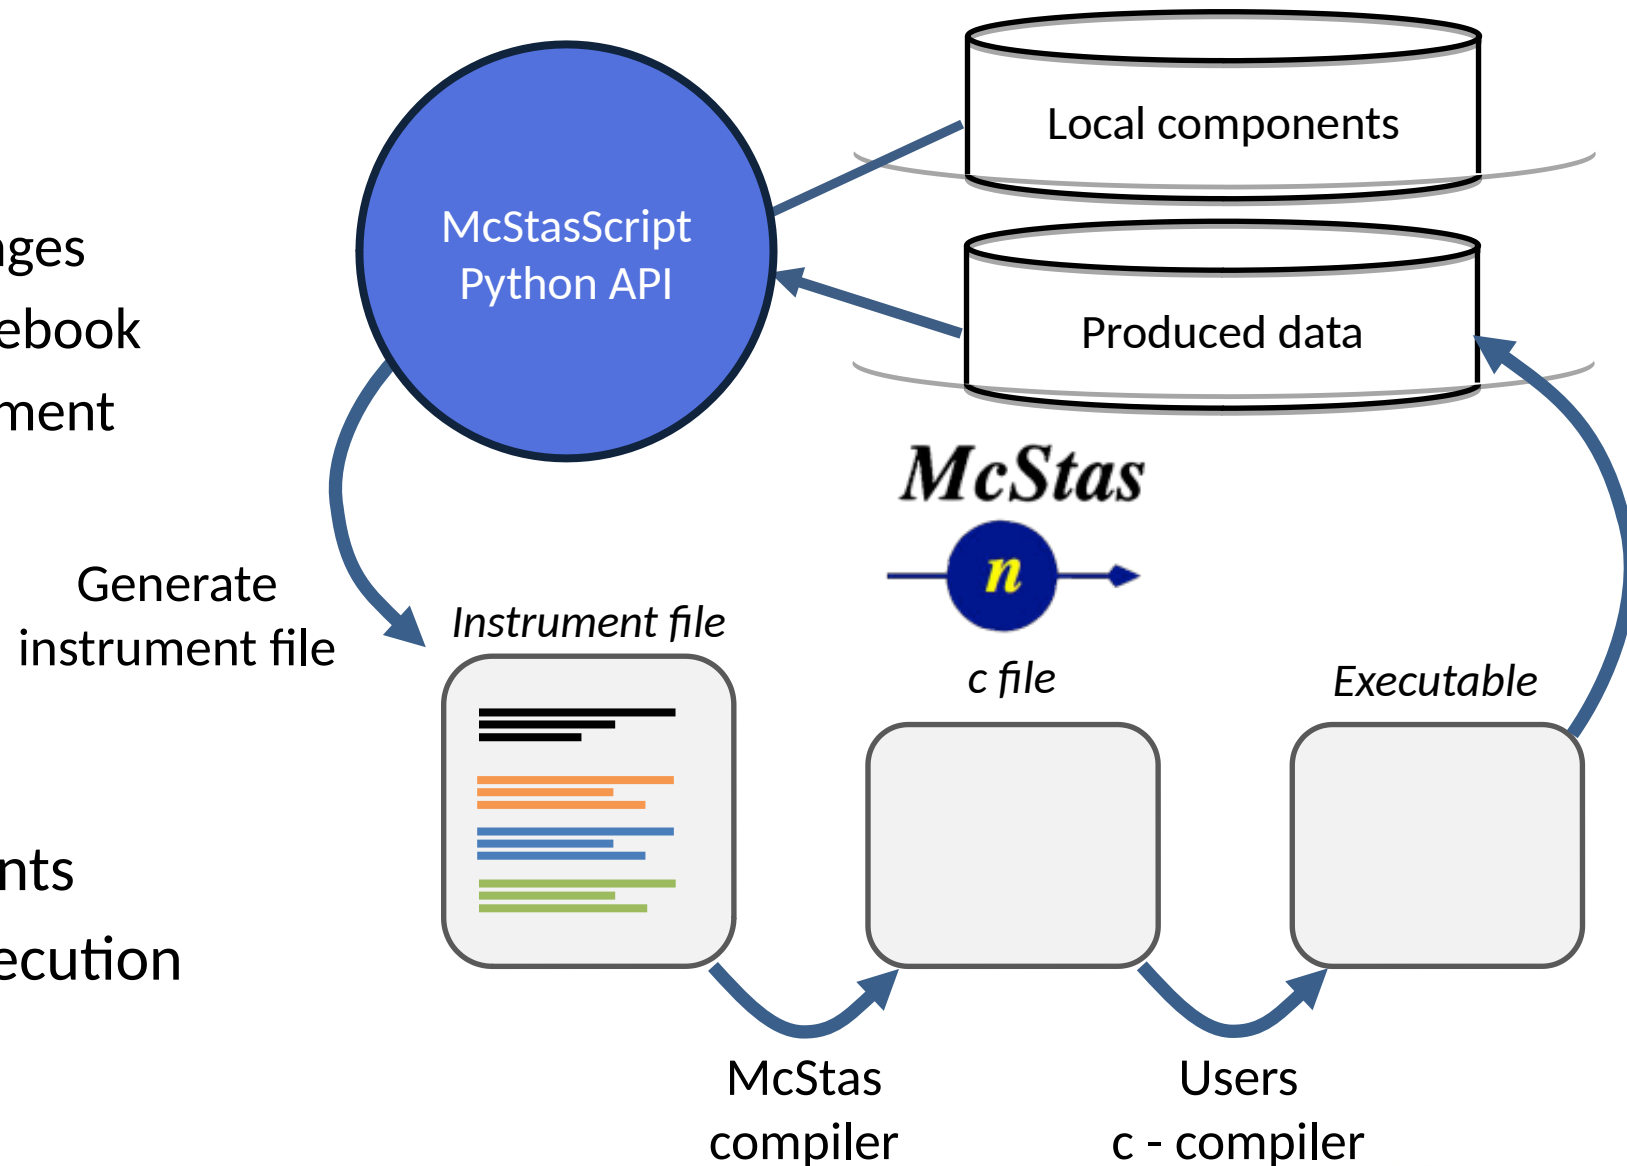 Local components
McStasScript
Python API
Produced data
ebook
ment
McStas
n
Generate
instrument file
Instrument file
c file
Executable
nts
ecution
McStas
compiler
Users
c - compiler